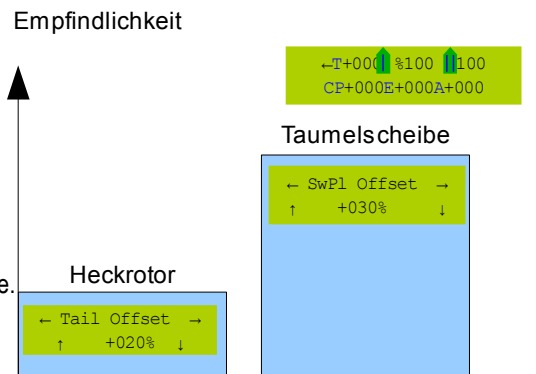 Empfindlichkeit
←T+000 %100 100
CP+000E+000A+000
Taumelscheibe
← SwPl Offset →
↑ +030% ↓
e.
Heckrotor
← Tail Offset →
↑ +020% ↓